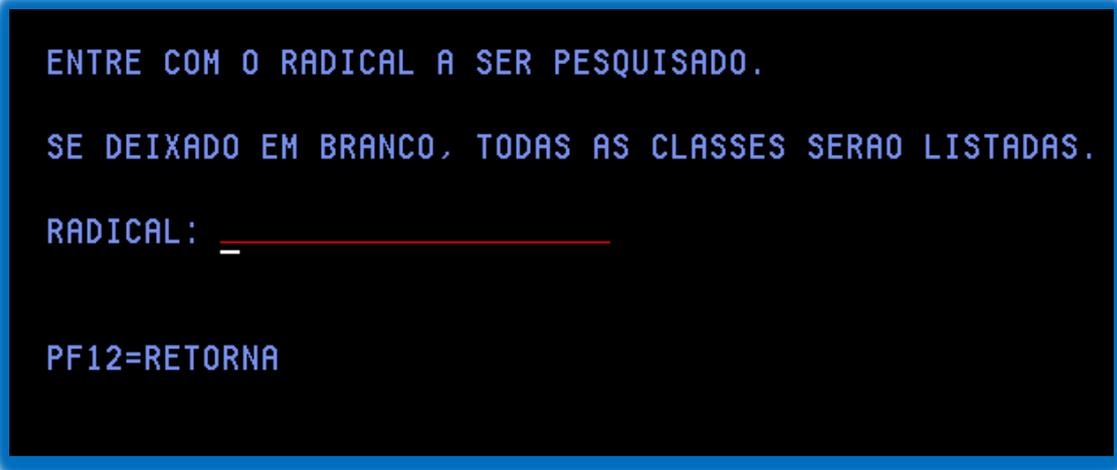 ENTRE COM O RADICAL A SER PESQUISADO.
SE DEIXADO EM BRANCO, TODAS AS CLASSES SERAO LISTADAS.
RADICAL:
PF12=RETORNA